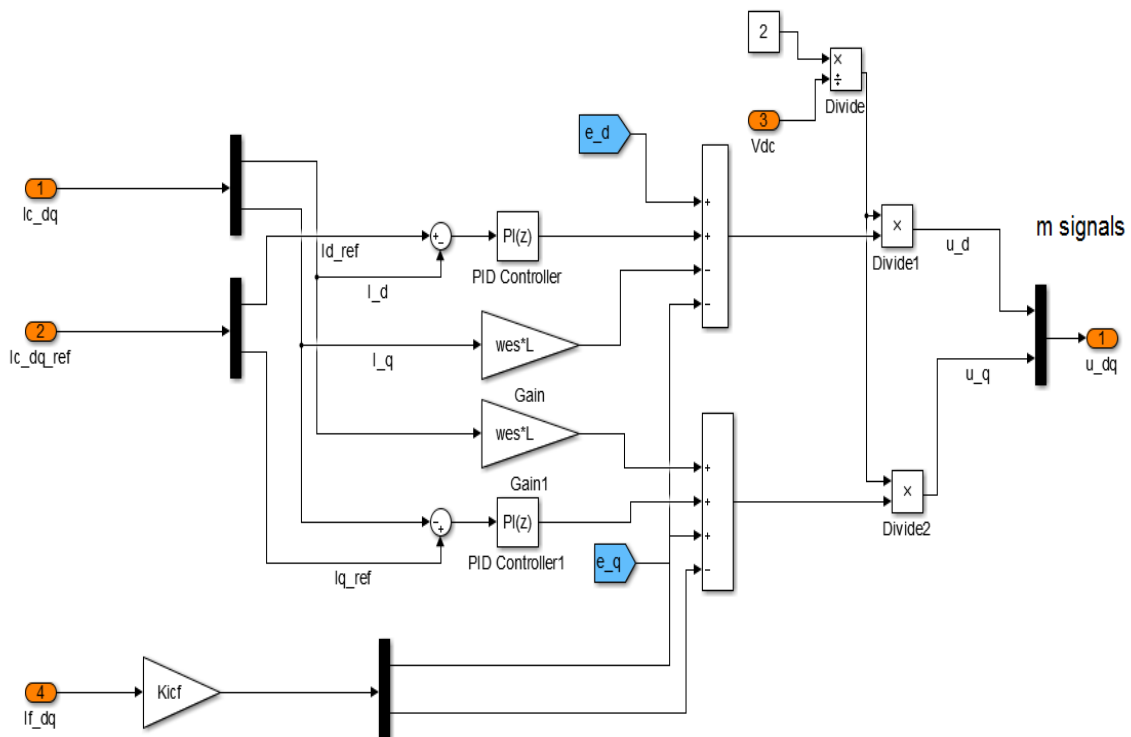 2
×
÷
Divide
3
Vdc
e_d
1
Ic_dq
+
Id_ref
+
-
PI(z)
PID Controller
+
-
-
×
Divide1
u_d
m signals
I_d
2
Ic_dq_ref
I_q
wes*L
Gain
1
u_dq
u_q
wes*L
Gain1
+
×
Divide2
-
+
PI(z)
PID Controller1
+
Iq_ref
e_q
+
-
4
If_dq
Kicf